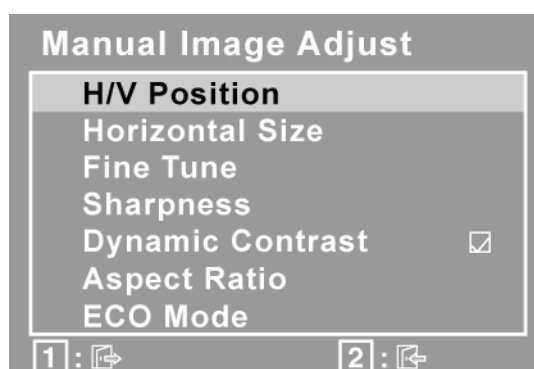 Manual Image Adjust
H/V Position
Horizontal Size
Fine Tune
Sharpness
Dynamic Contrast
Aspect Ratio
ECO Mode
1 : 2 :